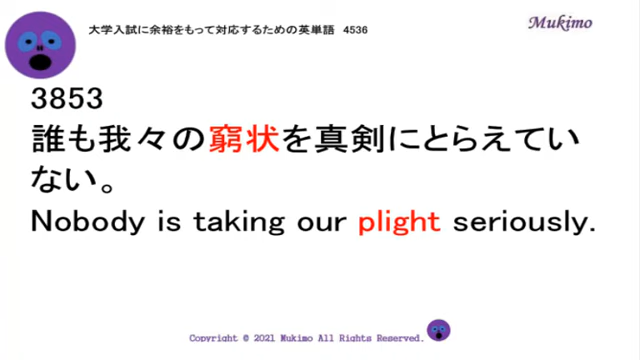 大学入試に余裕をもって対応するための英単語 4536
Mukimo
3853
誰も我々の窮状を真剣にとらえてい
ない。
Nobody is taking our plight seriously.
Copyright © 2021 Mukimo All Rights Reserved.